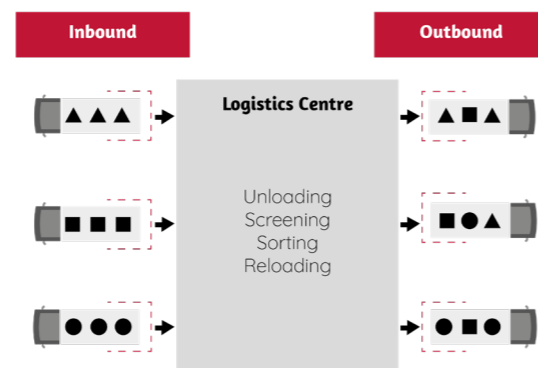 Inbound
Outbound
Logistics Centre
Unloading
Screening
Sorting
Reloading